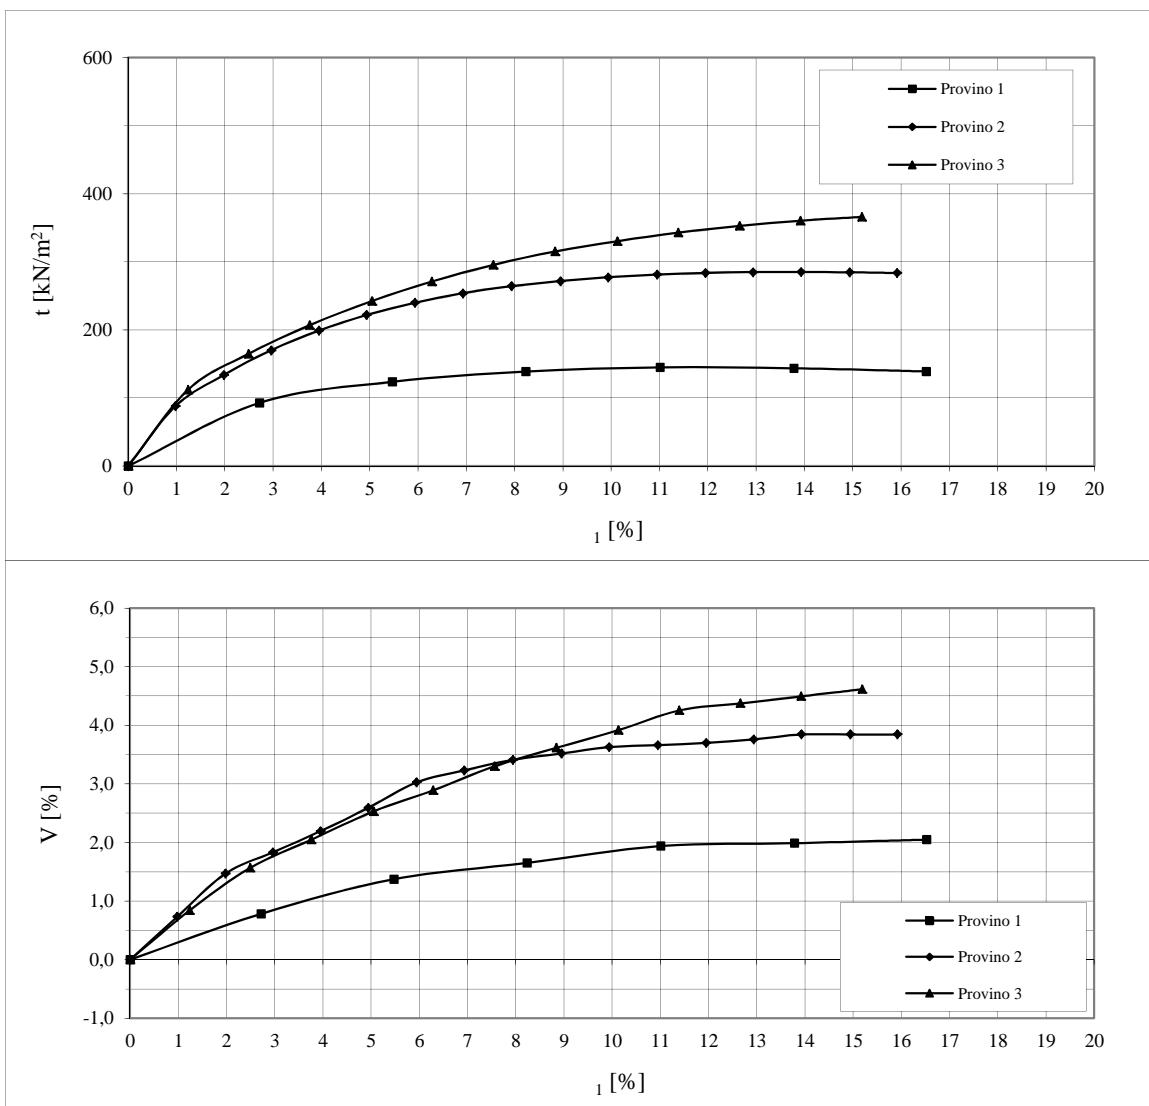 600
400
200
0
t [kN/m²]
Provino 1
Provino 2
Provino 3
0 1 2 3 4 5 6 7 8 9 10 11 12 13 14 15 16 17 18 19 20
₁ [%]
6,0
5,0
4,0
3,0
2,0
1,0
0,0
-1,0
V [%]
Provino 1
Provino 2
Provino 3
0 1 2 3 4 5 6 7 8 9 10 11 12 13 14 15 16 17 18 19 20
₁ [%]